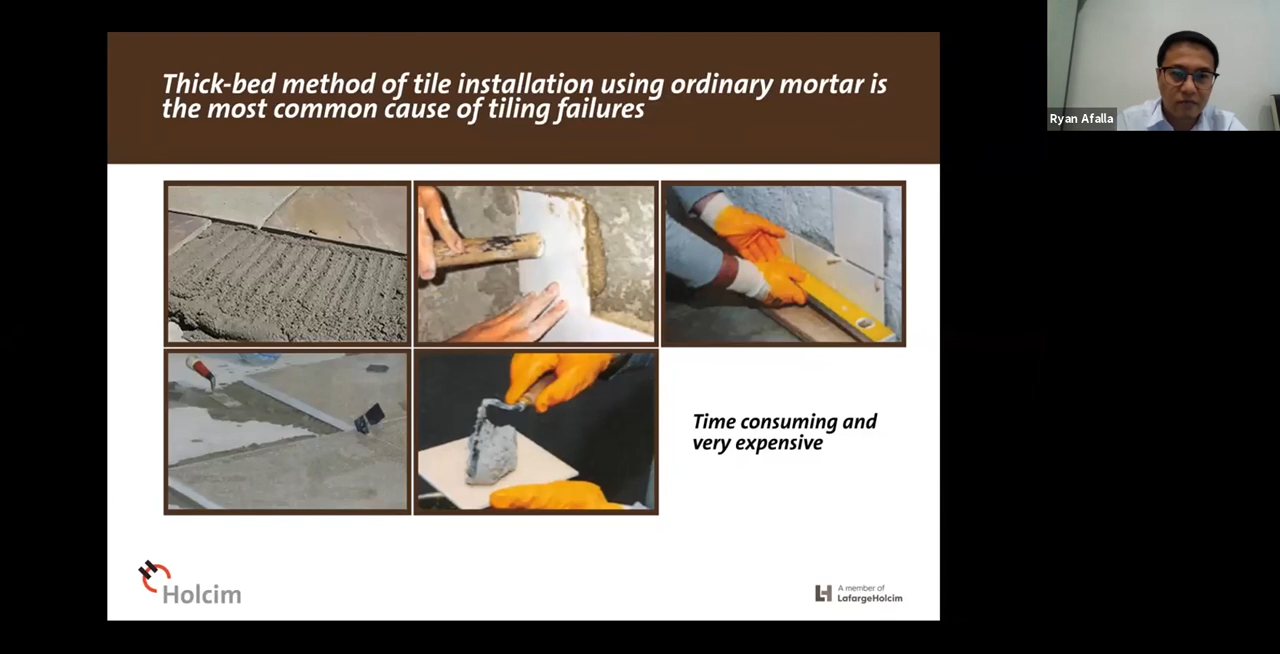 Thick-bed method of tile installation using ordinary mortar is
the most common cause of tiling failures
Ryan Afalla
Time consuming and
very expensive
Holcim
A member of
LafargeHolcim